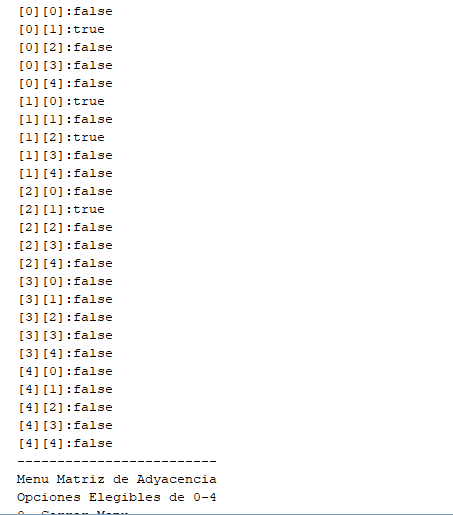 [0][0]:false
[0][1]:true
[0][2]:false
[0][3]:false
[0][4]:false
[1][0]:true
[1][1]:false
[1][2]:true
[1][3]:false
[1][4]:false
[2][0]:false
[2][1]:true
[2][2]:false
[2][3]:false
[2][4]:false
[3][0]:false
[3][1]:false
[3][2]:false
[3][3]:false
[3][4]:false
[4][0]:false
[4][1]:false
[4][2]:false
[4][3]:false
[4][4]:false
-------------------------
Menu Matriz de Adyacencia
Opciones Elegibles de 0-4